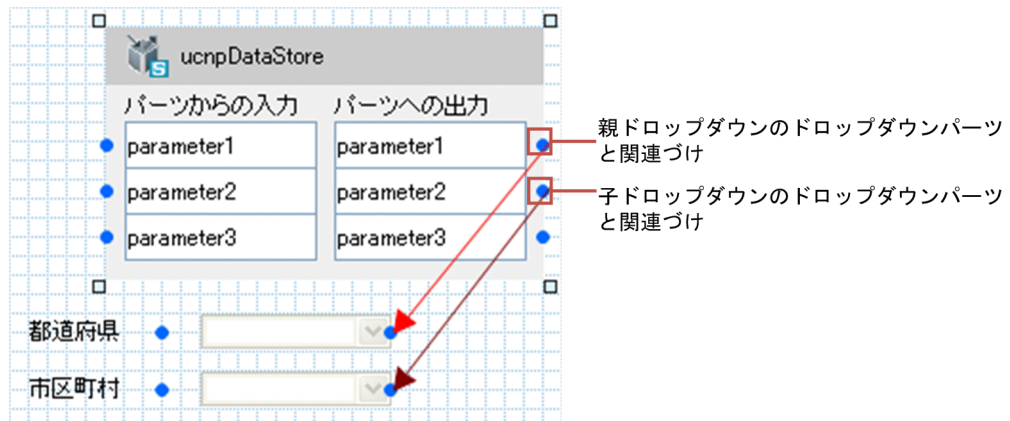 ucnpDataStore
パーツからの入力 パーツへの出力
parameter1 parameter1
parameter2 parameter2
parameter3 parameter3
親ドロップダウンのドロップダウンパーツ
と関連づけ
子ドロップダウンのドロップダウンパーツ
と関連づけ
都道府県
市区町村